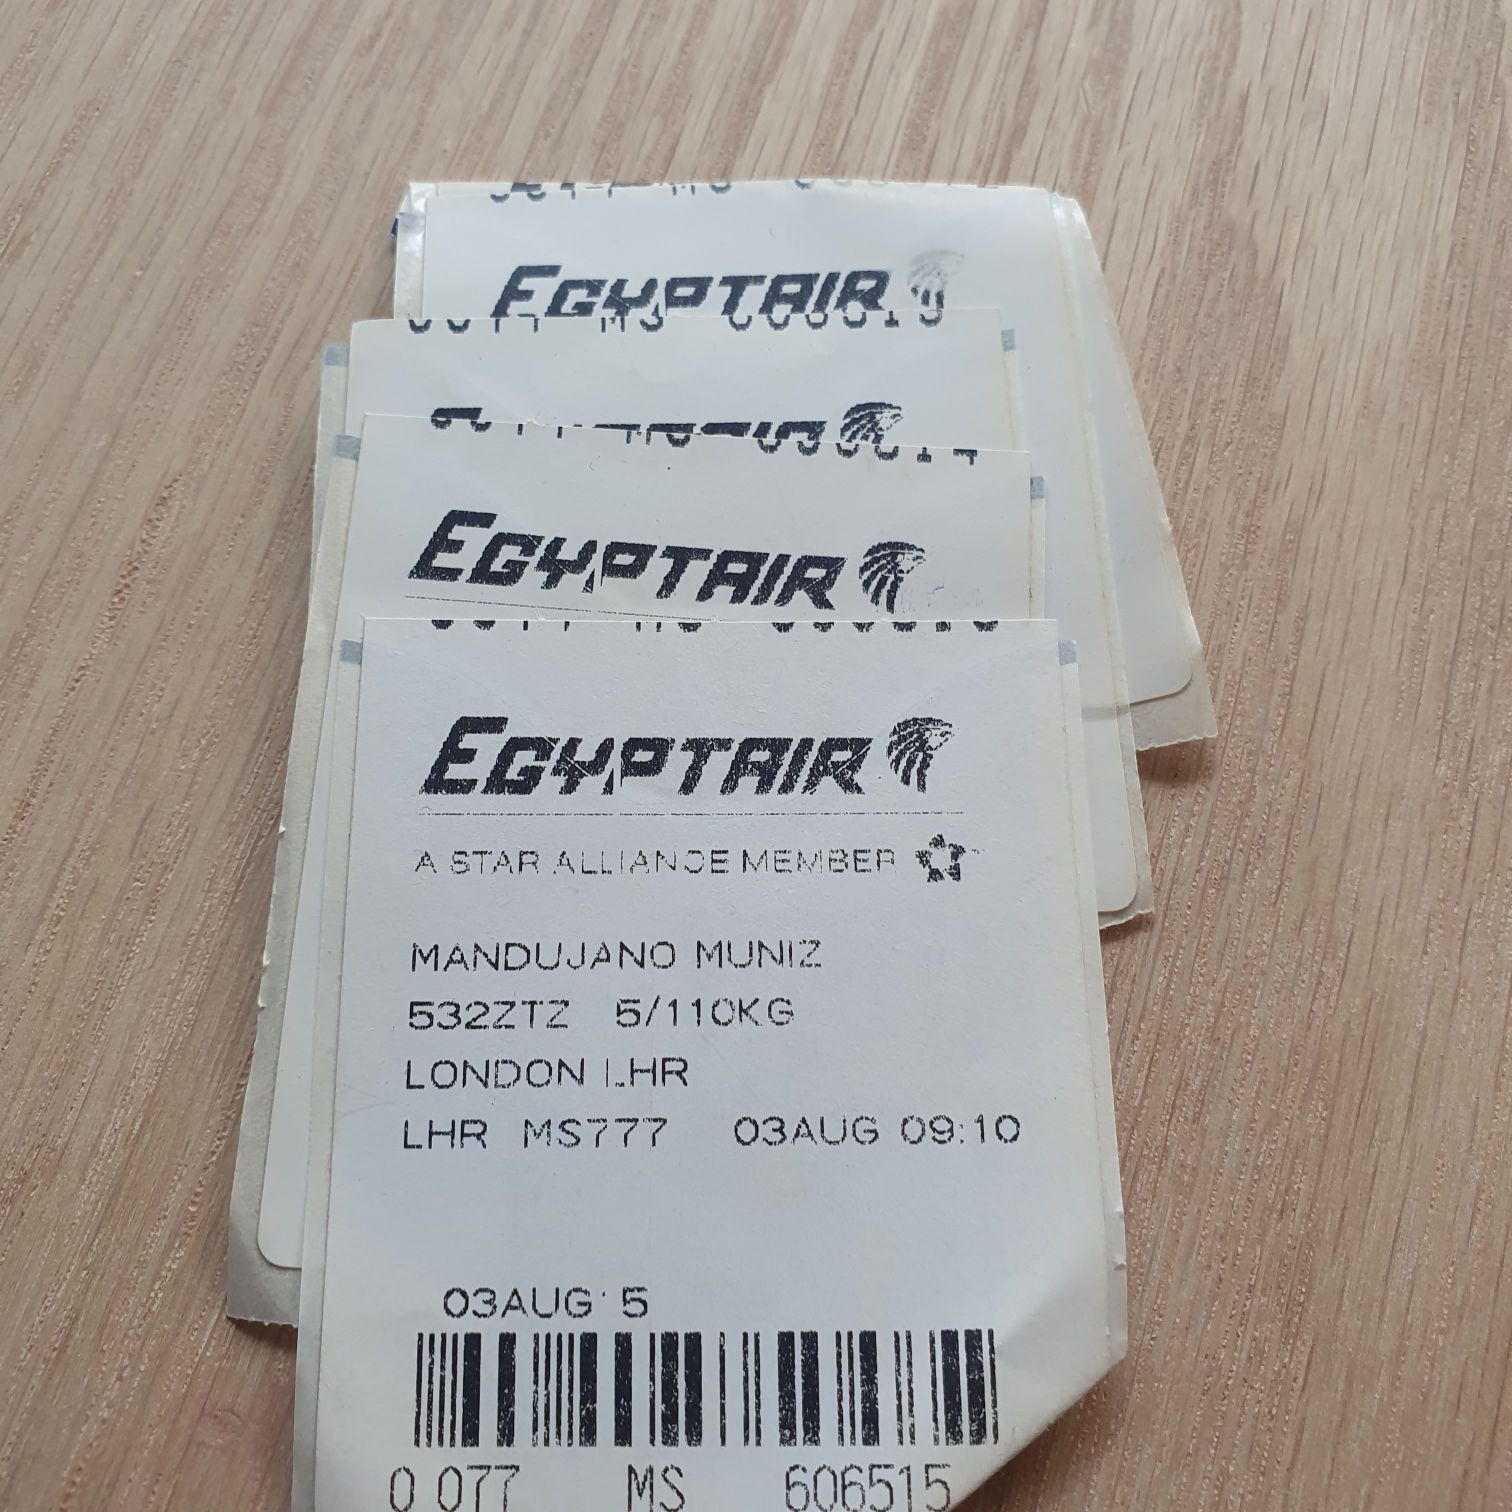 EGYPTAIR
EGYPTAIR
EGYPTAIR
A STAR ALLIANCE MEMBER
MANDUJANO MUNIZ
532ZTZ 5/110KG
LONDON LHR
LHR MS777 03AUG 09:10
03AUG 5
0 077 MS 606515